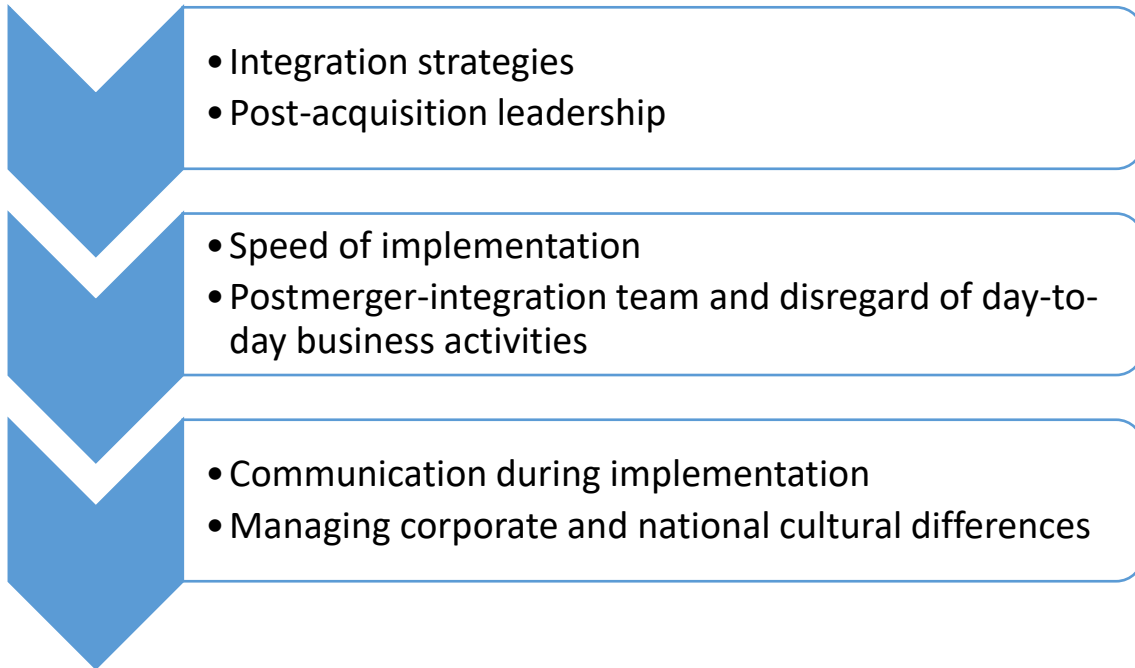 • Integration strategies
• Post-acquisition leadership
• Speed of implementation
• Postmerger-integration team and disregard of day-to-
day business activities
• Communication during implementation
• Managing corporate and national cultural differences